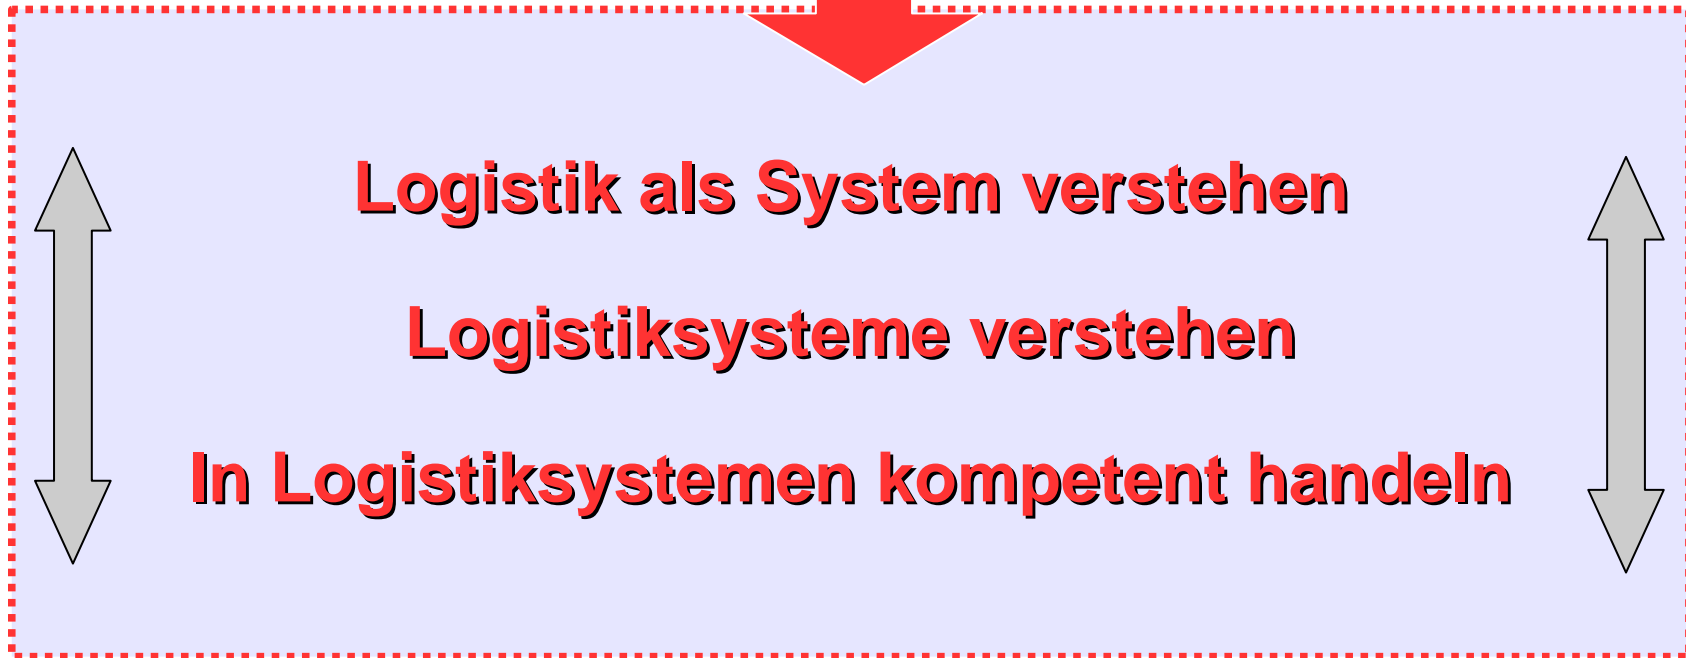 Logistik als System verstehen
Logistiksysteme verstehen
In Logistiksystemen kompetent handeln